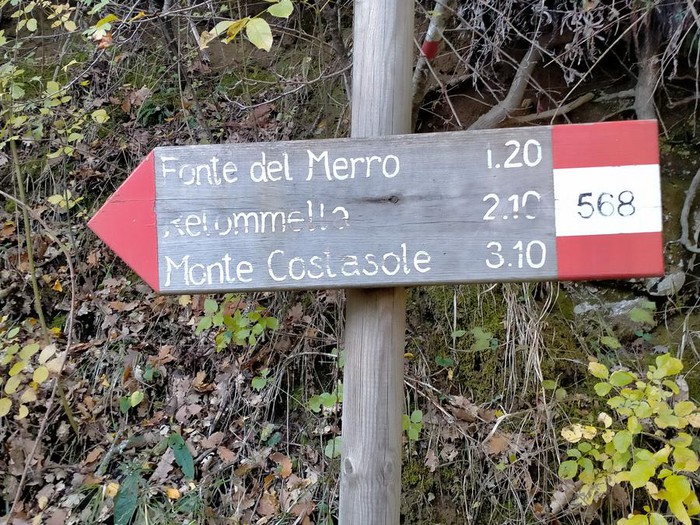 Fonte del Merro 1.20
2.10
Monte Costasole 3.10
568